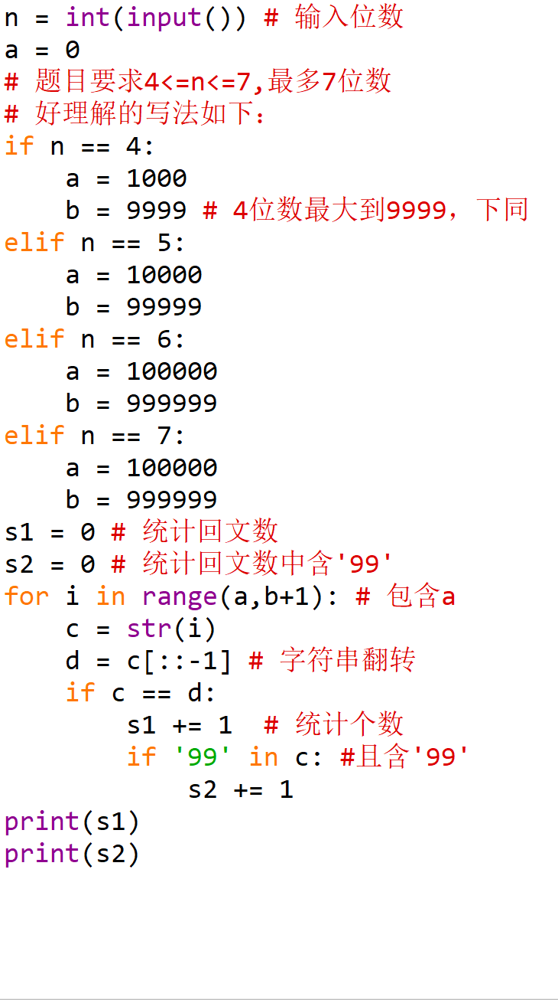 n = int(input()) # 输入位数
a = 0
# 题目要求4<=n<=7,最多7位数
# 好理解的写法如下：
if n == 4:
    a = 1000
    b = 9999 # 4位数最大到9999，下同
elif n == 5:
    a = 10000
    b = 99999
elif n == 6:
    a = 100000
    b = 999999
elif n == 7:
    a = 100000
    b = 999999
s1 = 0 # 统计回文数
s2 = 0 # 统计回文数中含'99'
for i in range(a,b+1): # 包含a
    c = str(i)
    d = c[::-1] # 字符串翻转
    if c == d:
        s1 += 1  # 统计个数
        if '99' in c: #且含'99'
            s2 += 1
print(s1)
print(s2)